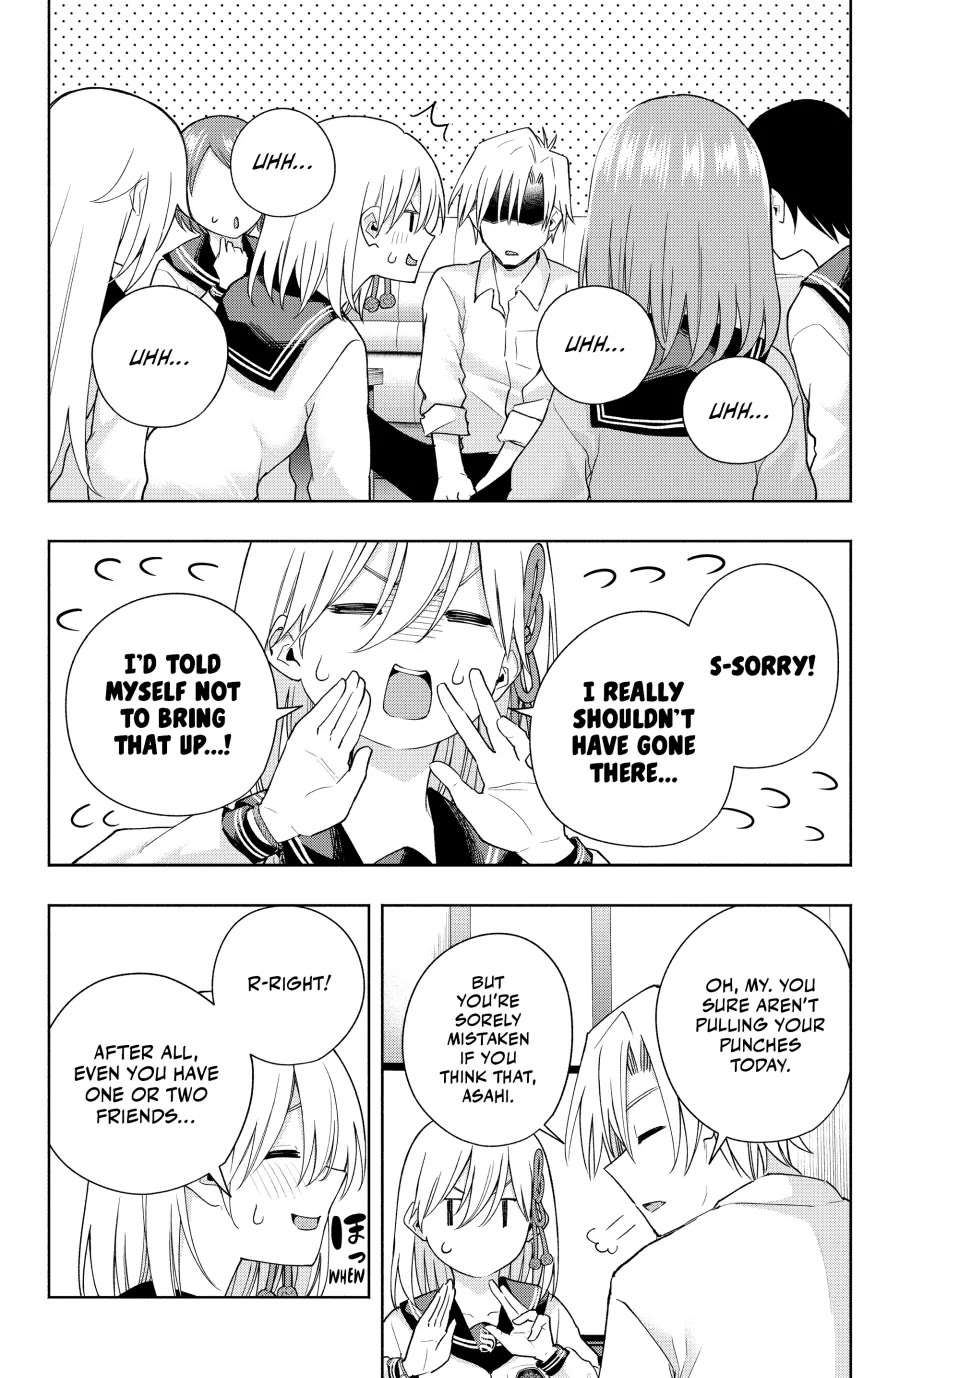 UHH...
UHH...
UHH...
UHH...
S-SORRY!
I REALLY
SHOULDN'T
HAVE GONE
THERE...
I'D TOLD
MYSELF NOT
TO BRING
THAT UP...!
OH, MY. YOU
SURE AREN'T
PULLING YOUR
PUNCHES
TODAY.
BUT
YOU'RE
SORELY
MISTAKEN
IF YOU
THINK THAT,
ASAHI.
R-RIGHT!
AFTER ALL,
EVEN YOU HAVE
ONE OR TWO
FRIENDS...
ほっ
WHEW